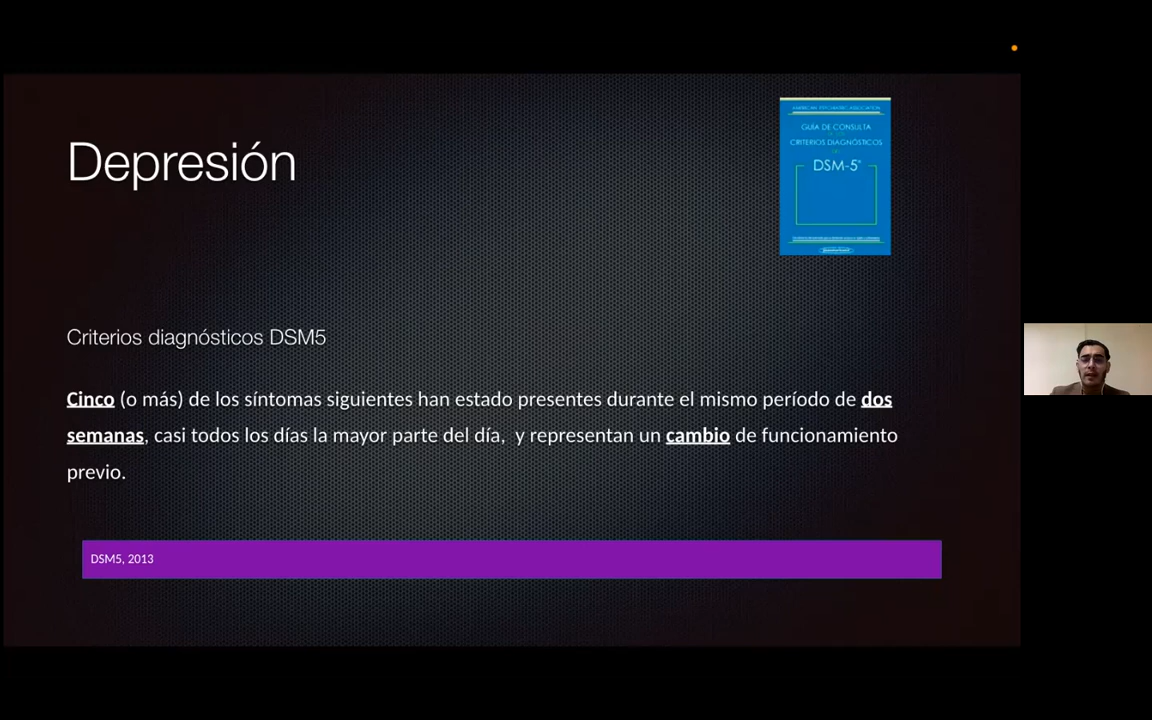 Depresión
AMERICAN PSYCHIATRIC ASSOCIATION
GUÍA DE CONSULTA
CRITERIOS DIAGNÓSTICOS
DSM-5®
Criterios diagnósticos DSM5
Cinco (o más) de los síntomas siguientes han estado presentes durante el mismo período de dos
semanas, casi todos los días la mayor parte del día, y representan un cambio de funcionamiento
previo.
DSM5, 2013